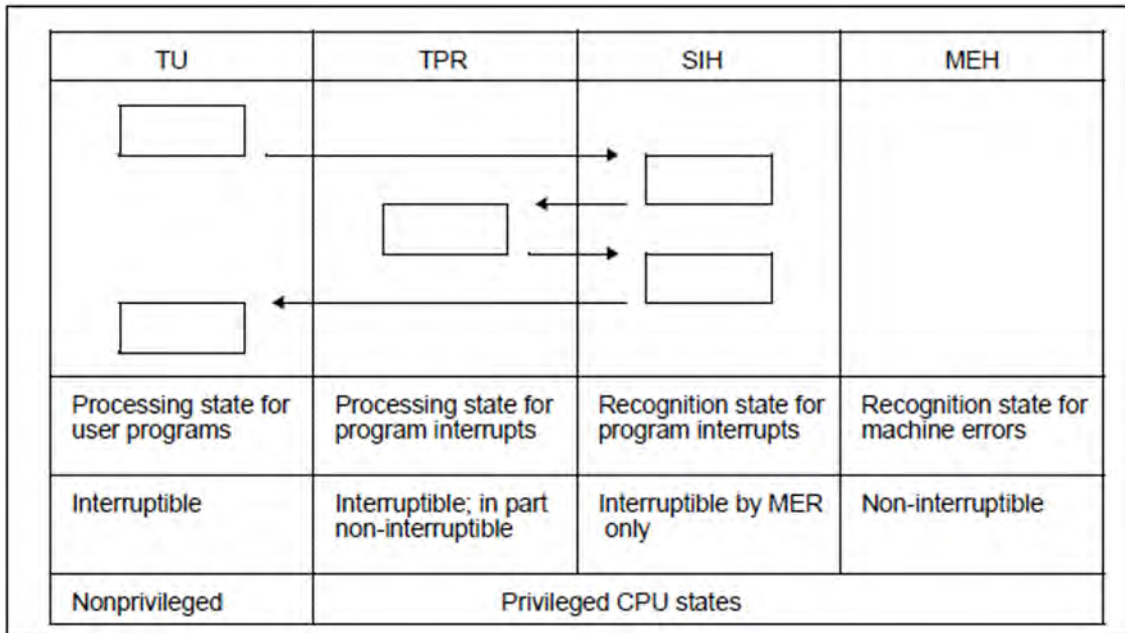 TU TPR SIH MEH
Processing state for user programs
Processing state for program interrupts
Recognition state for program interrupts
Recognition state for machine errors
Interruptible
Interruptible; in part non-interruptible
Interruptible by MER only
Non-interruptible
Nonprivileged
Privileged CPU states